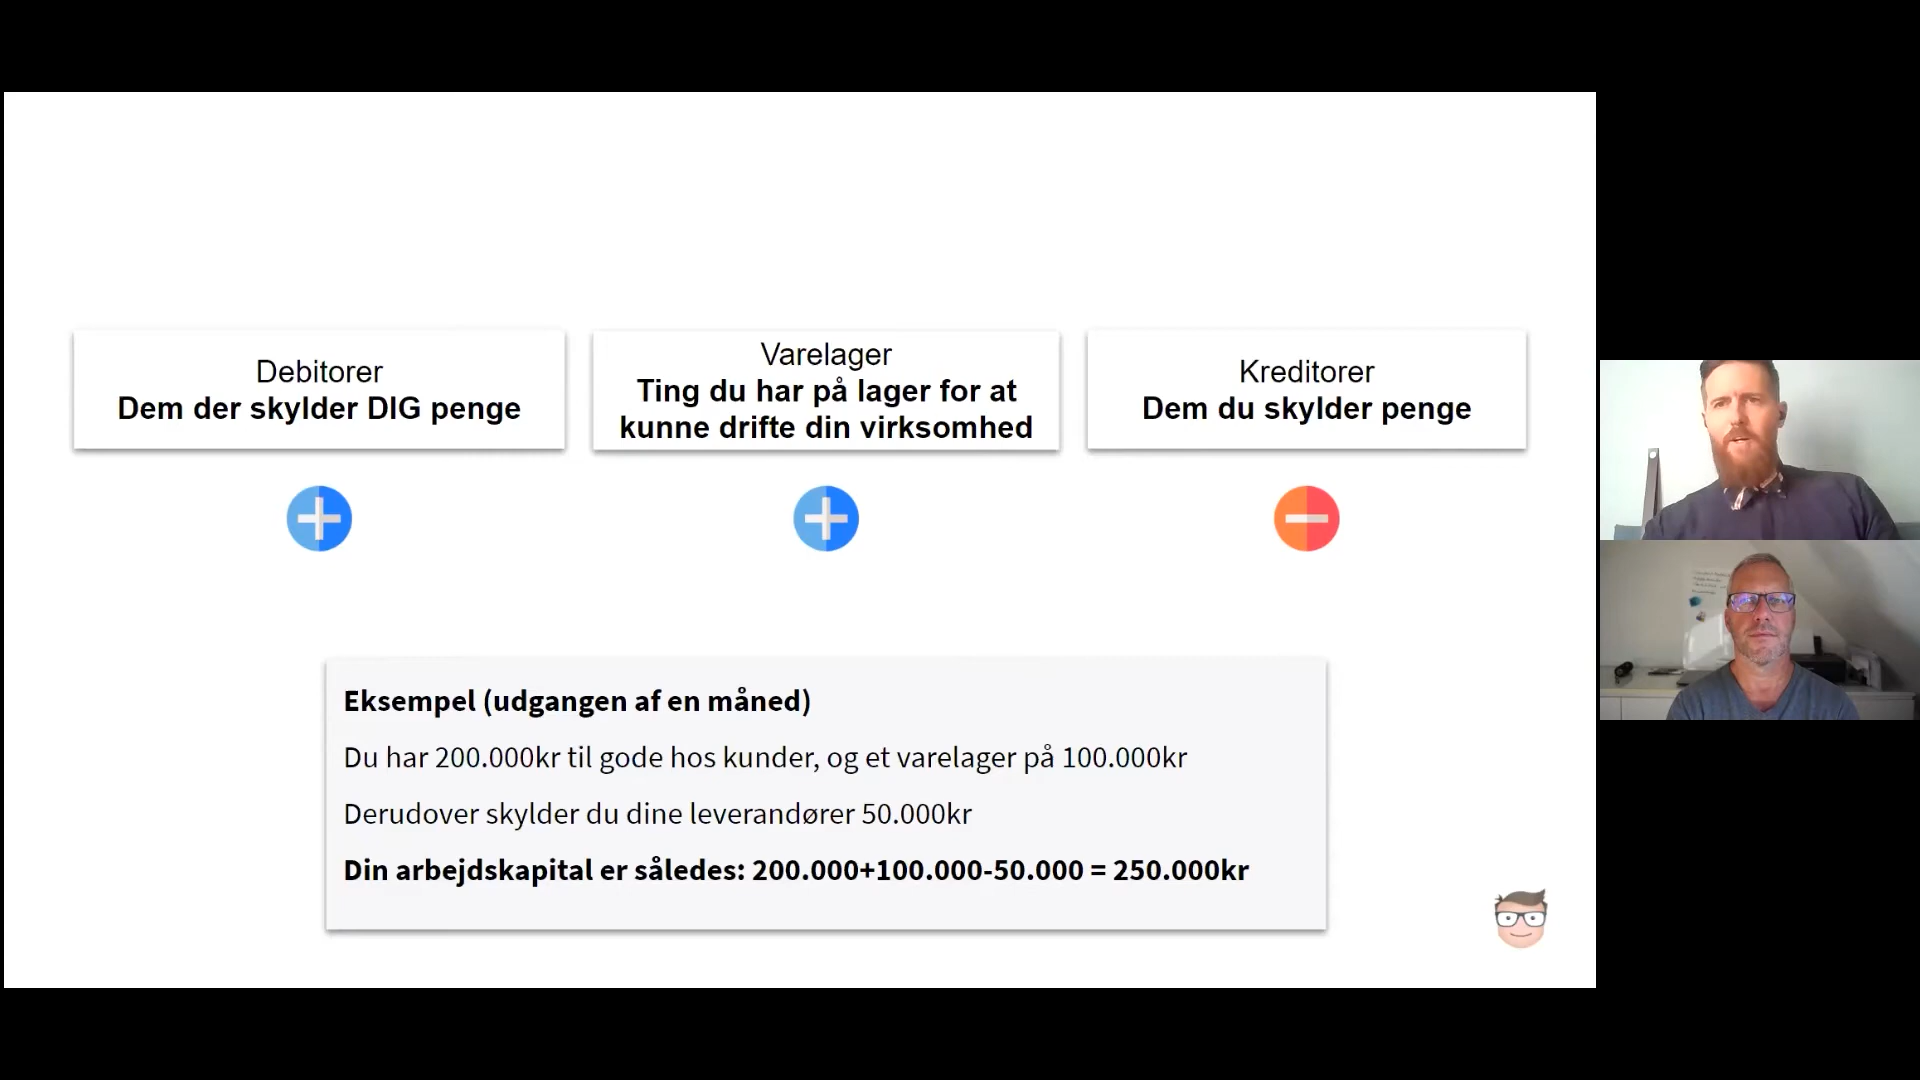 Debitorer
Dem der skylder DIG penge
Varelager
Ting du har på lager for at
kunne drifte din virksomhed
Kreditorer
Dem du skylder penge
Eksempel (udgangen af en måned)
Du har 200.000kr til gode hos kunder, og et varelager på 100.000kr
Derudover skylder du dine leverandører 50.000kr
Din arbejdskapital er således: 200.000+100.000-50.000 = 250.000kr